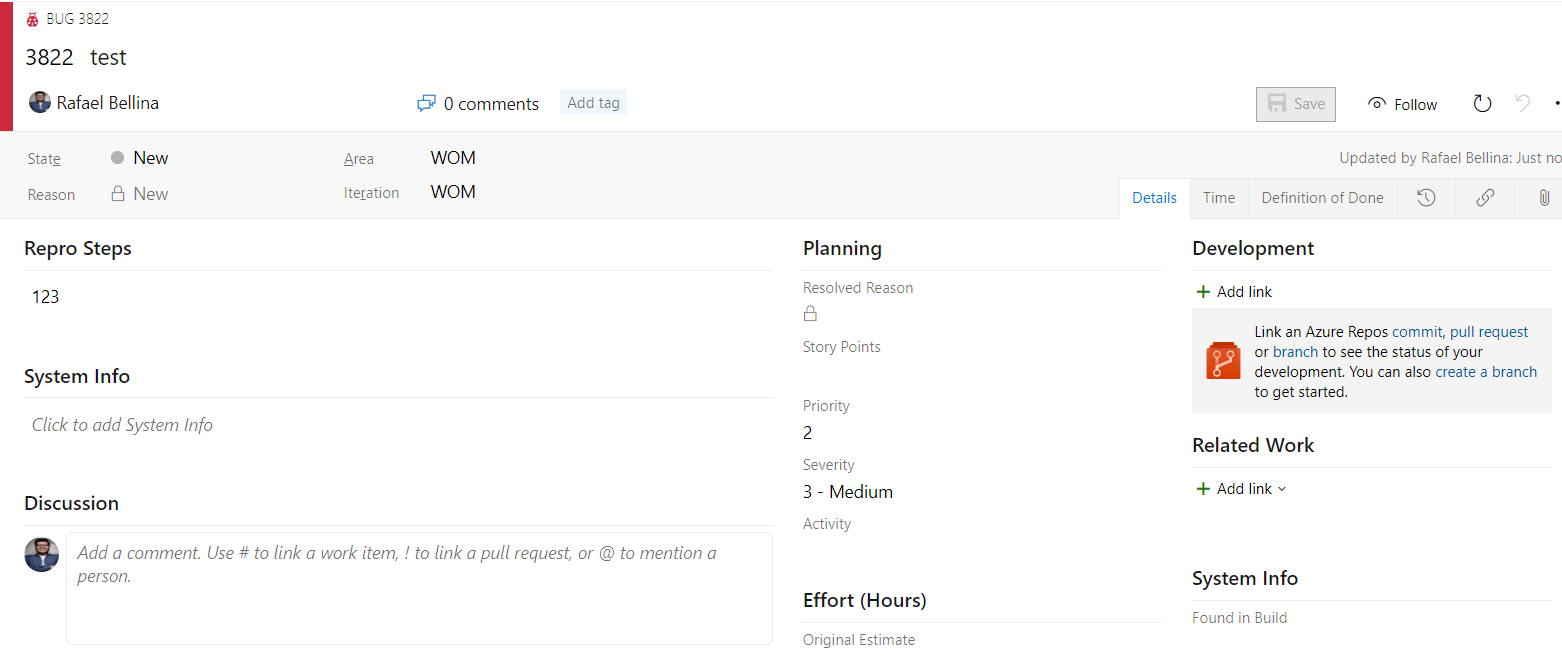 BUG 3822
3822 test
Rafael Bellina
0 comments
Add tag
Save
Follow
State
New
Area
WOM
Updated by Rafael Bellina: Just no
Reason
New
Iteration
WOM
Details
Time
Definition of Done
Repro Steps
123
System Info
Click to add System Info
Discussion
Add a comment. Use # to link a work item, ! to link a pull request, or @ to mention a
person.
Planning
Resolved Reason
Story Points
Priority
2
Severity
3 - Medium
Activity
Effort (Hours)
Original Estimate
Development
Add link
Link an Azure Repos commit, pull request
or branch to see the status of your
development. You can also create a branch
to get started.
Related Work
Add link
System Info
Found in Build